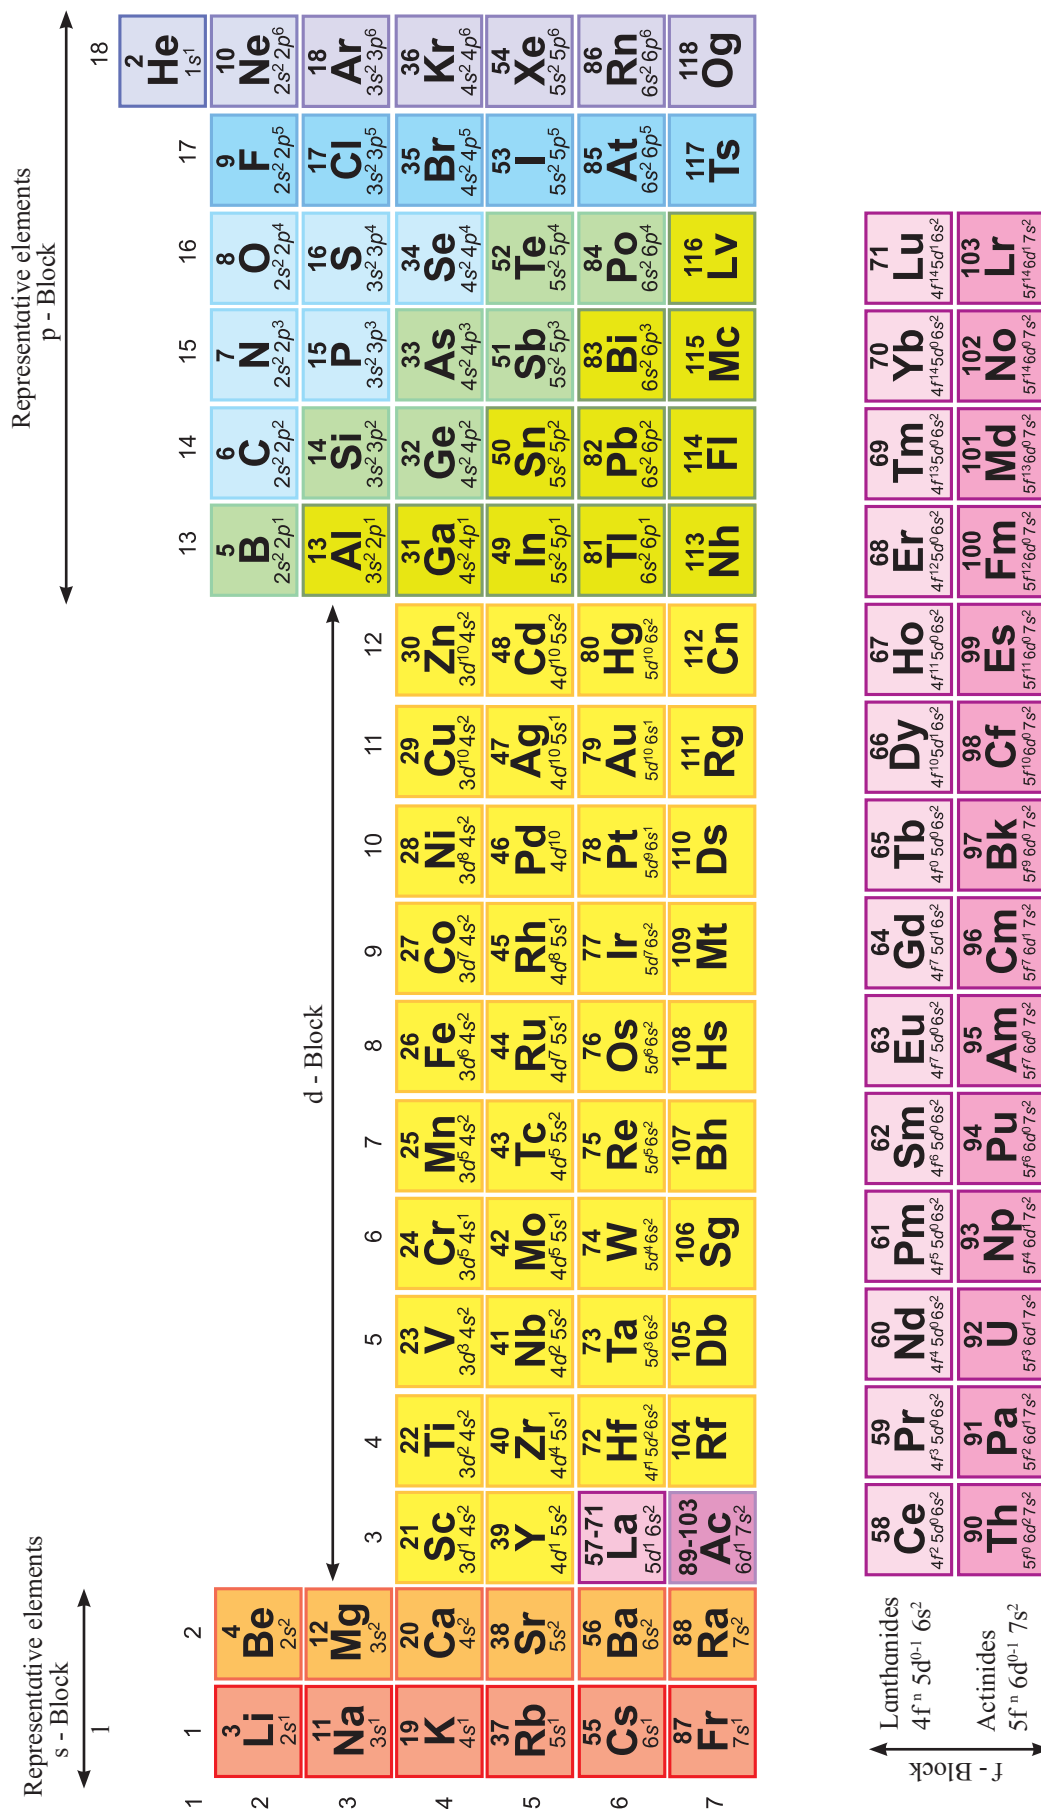 Representative elements
s - Block
1
Representative elements
p - Block
18
1
2
He
1s¹
1 2 13 14 15 16 17
2
3 4 5 6 7 8 9 10
Li Be B C N O F Ne
2s¹ 2s² 2s² 2p¹ 2s² 2p² 2s² 2p³ 2s² 2p⁴ 2s² 2p⁵ 2s² 2p⁶
d - Block
3
11 12 13 14 15 16 17 18
Na Mg Al Si P S Cl Ar
3s¹ 3s² 3s² 2p¹ 3s² 3p² 3s² 3p³ 3s² 3p⁴ 3s² 3p⁵ 3s² 3p⁶
3 4 5 6 7 8 9 10 11 12
4
19 20 21 22 23 24 25 26 27 28 29 30 31 32 33 34 35 36
K Ca Sc Ti V Cr Mn Fe Co Ni Cu Zn Ga Ge As Se Br Kr
4s¹ 4s² 3d¹ 4s² 3d² 4s² 3d³ 4s² 3d⁵ 4s¹ 3d⁵ 4s² 3d⁶ 4s² 3d⁷ 4s² 3d⁸ 4s² 3d¹⁰ 4s² 3d¹⁰ 4s² 4s² 4p¹ 4s² 4p² 4s² 4p³ 4s² 4p⁴ 4s² 4p⁵ 4s² 4p⁶
5
37 38 39 40 41 42 43 44 45 46 47 48 49 50 51 52 53 54
Rb Sr Y Zr Nb Mo Tc Ru Rh Pd Ag Cd In Sn Sb Te I Xe
5s¹ 5s² 4d¹ 5s² 4d⁴ 5s¹ 4d² 5s² 4d⁵ 5s¹ 4d⁵ 5s² 4d⁷ 5s¹ 4d⁸ 5s¹ 4d¹⁰ 4d¹⁰ 5s¹ 4d¹⁰ 5s² 5s² 5p¹ 5s² 5p² 5s² 5p³ 5s² 5p⁴ 5s² 5p⁵ 5s² 5p⁶
6
55 56 57-71 72 73 74 75 76 77 78 79 80 81 82 83 84 85 86
Cs Ba La Hf Ta W Re Os Ir Pt Au Hg Tl Pb Bi Po At Rn
6s¹ 6s² 5d¹ 6s² 4f¹ 5d² 6s² 5d³ 6s² 5d⁴ 6s² 5d⁵ 6s² 5d⁶ 6s² 5d⁷ 6s² 5d⁹ 6s¹ 5d¹⁰ 6s¹ 5d¹⁰ 6s² 6s² 6p¹ 6s² 6p² 6s² 6p³ 6s² 6p⁴ 6s² 6p⁵ 6s² 6p⁶
7
87 88 89-103 104 105 106 107 108 109 110 111 112 113 114 115 116 117 118
Fr Ra Ac Rf Db Sg Bh Hs Mt Ds Rg Cn Nh Fl Mc Lv Ts Og
7s¹ 7s² 6d¹ 7s²
f - Block
Lanthanides
4f ⁿ 5d⁰⁻¹ 6s²
58 59 60 61 62 63 64 65 66 67 68 69 70 71
Ce Pr Nd Pm Sm Eu Gd Tb Dy Ho Er Tm Yb Lu
4f² 5d⁰ 6s² 4f³ 5d⁰ 6s² 4f⁴ 5d⁰ 6s² 4f⁵ 5d⁰ 6s² 4f⁶ 5d⁰ 6s² 4f⁷ 5d⁰ 6s² 4f⁷ 5d¹ 6s² 4f⁰ 5d⁰ 6s² 4f¹⁰ 5d¹ 6s² 4f¹¹ 5d⁰ 6s² 4f¹² 5d⁰ 6s² 4f¹³ 5d⁰ 6s² 4f¹⁴ 5d⁰ 6s² 4f¹⁴ 5d¹ 6s²
Actinides
5f ⁿ 6d⁰⁻¹ 7s²
90 91 92 93 94 95 96 97 98 99 100 101 102 103
Th Pa U Np Pu Am Cm Bk Cf Es Fm Md No Lr
5f⁰ 6d² 7s² 5f² 6d¹ 7s² 5f³ 6d¹ 7s² 5f⁴ 6d¹ 7s² 5f⁶ 6d⁰ 7s² 5f⁷ 6d⁰ 7s² 5f⁷ 6d¹ 7s² 5f⁹ 6d⁰ 7s² 5f¹⁰ 6d⁰ 7s² 5f¹¹ 6d⁰ 7s² 5f¹² 6d⁰ 7s² 5f¹³ 6d⁰ 7s² 5f¹⁴ 6d⁰ 7s² 5f¹⁴ 6d¹ 7s²